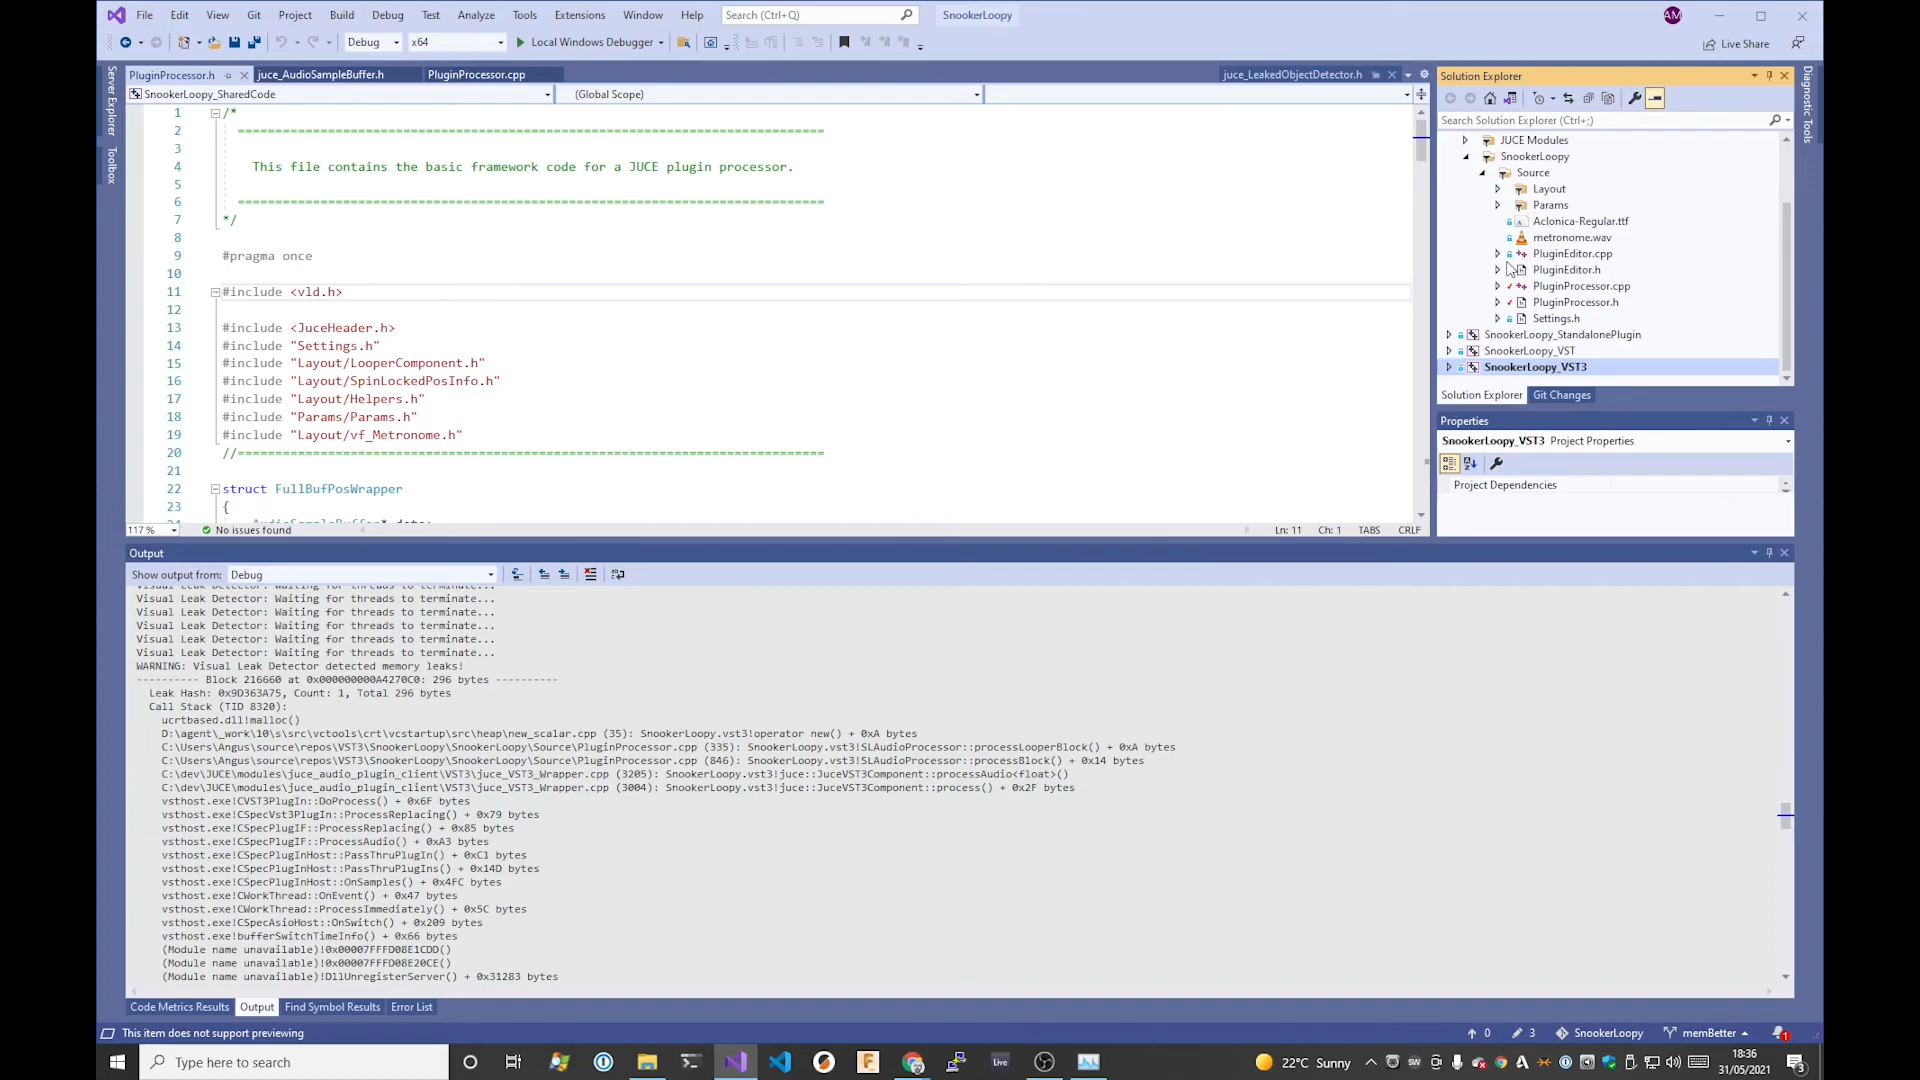 File Edit View Git Project Build Debug Test Analyze Tools Extensions Window Help Search (Ctrl+Q) SnookerLoopy AM
Debug x64 Local Windows Debugger Live Share
Server Explorer
Toolbox
PluginProcessor.h juce_AudioSampleBuffer.h PluginProcessor.cpp juce_LeakedObjectDetector.h
SnookerLoopy_SharedCode (Global Scope)
1 /*
2 ==============================================================================
3
4 This file contains the basic framework code for a JUCE plugin processor.
5
6 ==============================================================================
7 */
8
9 #pragma once
10
11 #include <vld.h>
12
13 #include <JuceHeader.h>
14 #include "Settings.h"
15 #include "Layout/LooperComponent.h"
16 #include "Layout/SpinLockedPosInfo.h"
17 #include "Layout/Helpers.h"
18 #include "Params/Params.h"
19 #include "Layout/vf_Metronome.h"
20 //==============================================================================
21
22 struct FullBufPosWrapper
23 {
24 AudioSampleBuffer* data;
117 % No issues found Ln: 11 Ch: 1 TABS CRLF
Solution Explorer
Search Solution Explorer (Ctrl+;)
JUCE Modules
SnookerLoopy
Source
Layout
Params
Aclonica-Regular.ttf
metronome.wav
PluginEditor.cpp
PluginEditor.h
PluginProcessor.cpp
PluginProcessor.h
Settings.h
SnookerLoopy_StandalonePlugin
SnookerLoopy_VST
SnookerLoopy_VST3
Solution Explorer Git Changes
Properties
SnookerLoopy_VST3 Project Properties
Project Dependencies
Diagnostic Tools
Output
Show output from: Debug
Visual Leak Detector: Waiting for threads to terminate...
Visual Leak Detector: Waiting for threads to terminate...
Visual Leak Detector: Waiting for threads to terminate...
Visual Leak Detector: Waiting for threads to terminate...
Visual Leak Detector: Waiting for threads to terminate...
Visual Leak Detector: Waiting for threads to terminate...
WARNING: Visual Leak Detector detected memory leaks!
---------- Block 216660 at 0x000000000A4270C0: 296 bytes ----------
Leak Hash: 0x9D363A75, Count: 1, Total 296 bytes
Call Stack (TID 8320):
ucrtbased.dll!malloc()
D:\agent\_work\10\s\src\vctools\crt\vcstartup\src\heap\new_scalar.cpp (35): SnookerLoopy.vst3!operator new() + 0xA bytes
C:\Users\Angus\source\repos\VST3\SnookerLoopy\SnookerLoopy\Source\PluginProcessor.cpp (335): SnookerLoopy.vst3!SLAudioProcessor::processLooperBlock() + 0xA bytes
C:\Users\Angus\source\repos\VST3\SnookerLoopy\SnookerLoopy\Source\PluginProcessor.cpp (846): SnookerLoopy.vst3!SLAudioProcessor::processBlock() + 0x14 bytes
C:\dev\JUCE\modules\juce_audio_plugin_client\VST3\juce_VST3_Wrapper.cpp (3205): SnookerLoopy.vst3!juce::JuceVST3Component::processAudio<float>()
C:\dev\JUCE\modules\juce_audio_plugin_client\VST3\juce_VST3_Wrapper.cpp (3004): SnookerLoopy.vst3!juce::JuceVST3Component::process() + 0x2F bytes
vsthost.exe!CVST3PlugIn::DoProcess() + 0x6F bytes
vsthost.exe!CSpecVst3PlugIn::ProcessReplacing() + 0x79 bytes
vsthost.exe!CSpecPlugIF::ProcessReplacing() + 0x85 bytes
vsthost.exe!CSpecPlugIF::ProcessAudio() + 0xA3 bytes
vsthost.exe!CSpecPlugInHost::PassThruPlugIn() + 0xC1 bytes
vsthost.exe!CSpecPlugInHost::PassThruPlugIns() + 0x14D bytes
vsthost.exe!CSpecPlugInHost::OnSamples() + 0x4FC bytes
vsthost.exe!CWorkThread::OnEvent() + 0x47 bytes
vsthost.exe!CWorkThread::ProcessImmediately() + 0x5C bytes
vsthost.exe!CSpecAsioHost::OnSwitch() + 0x209 bytes
vsthost.exe!bufferSwitchTimeInfo() + 0x66 bytes
(Module name unavailable)!0x00007FFFD08E1CDD()
(Module name unavailable)!0x00007FFFD08E20CE()
(Module name unavailable)!DllUnregisterServer() + 0x31283 bytes
Code Metrics Results Output Find Symbol Results Error List
This item does not support previewing 0 3 SnookerLoopy memBetter 1
Type here to search Live 22°C Sunny 18:36
31/05/2021 3